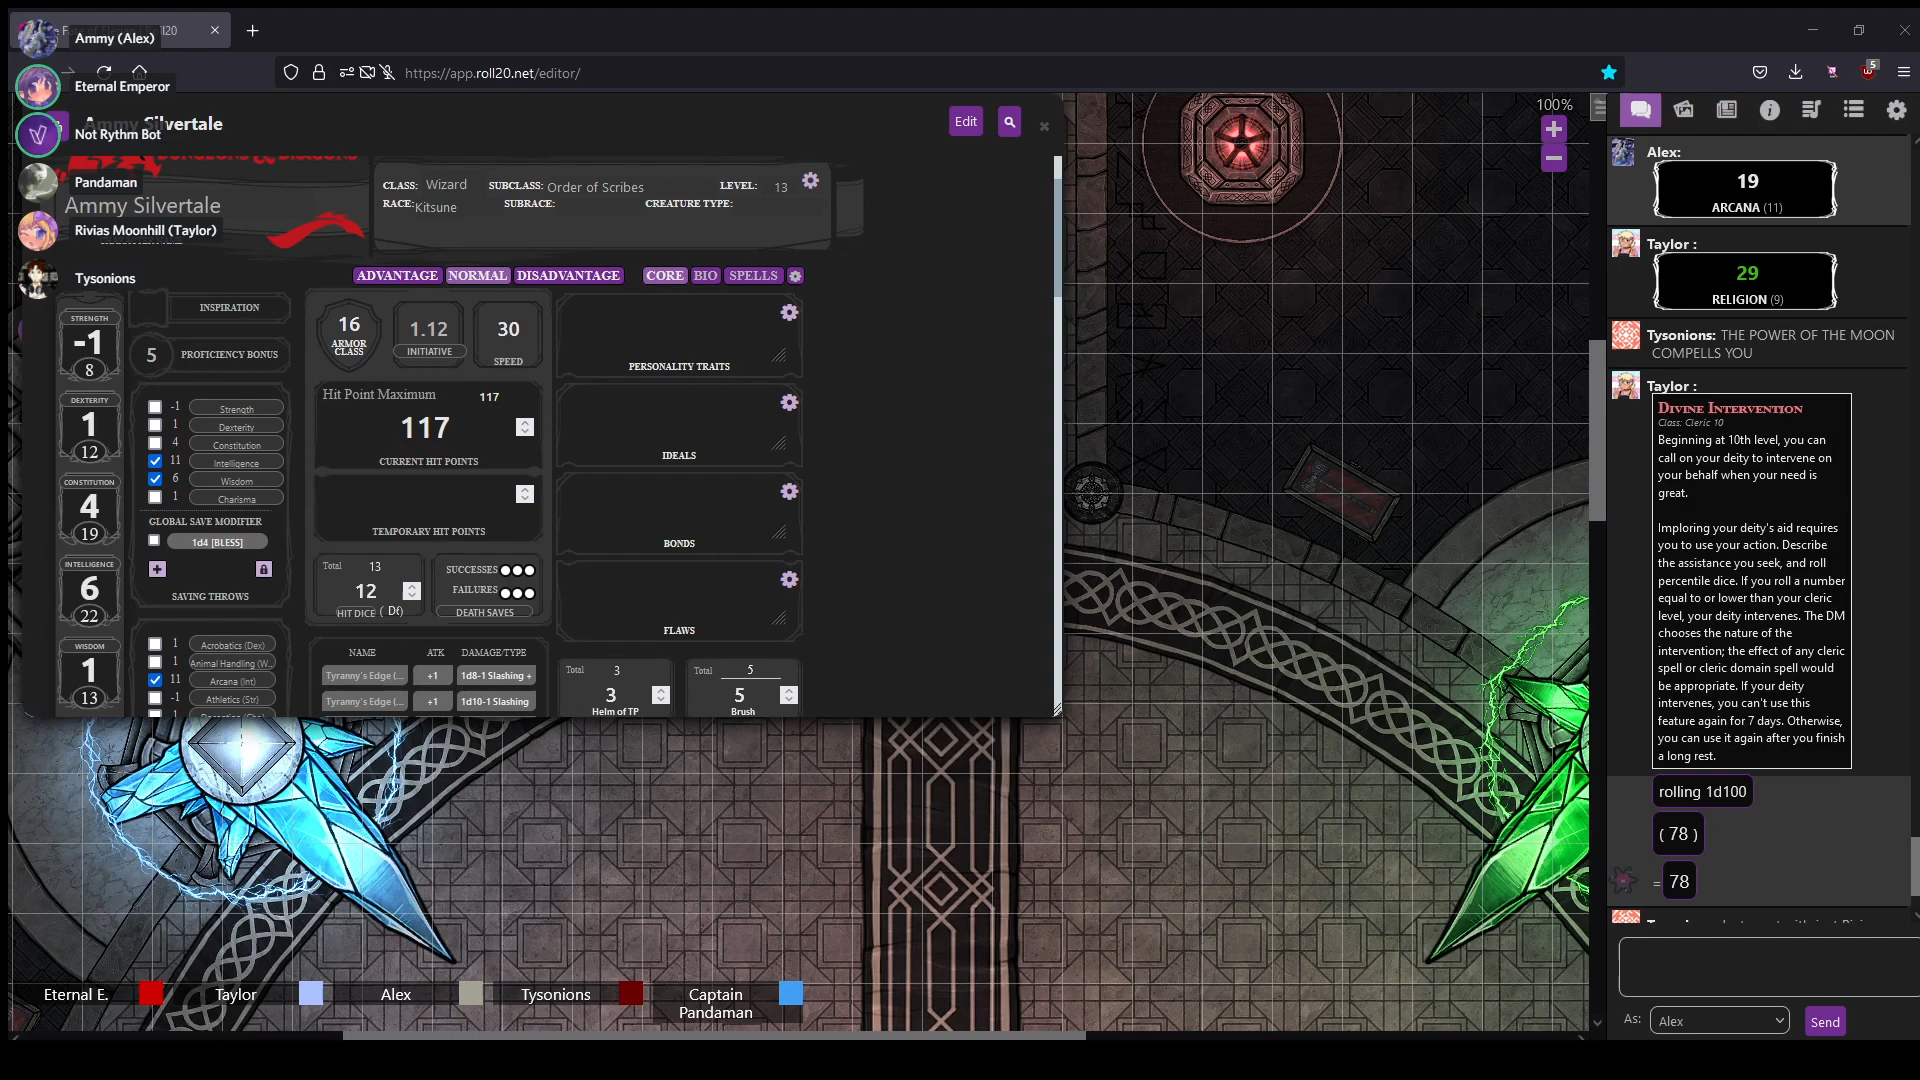 Ammy (Alex)
https://app.roll20.net/editor/
5
Eternal Emperor
Ammy Silvertale
Not Rythm Bot
Edit
100%
Pandaman
Ammy Silvertale
Rivias Moonhill (Taylor)
Tysonions
CLASS: Wizard SUBCLASS: Order of Scribes LEVEL: 13
RACE: Kitsune SUBRACE: CREATURE TYPE:
ADVANTAGE NORMAL DISADVANTAGE CORE BIO SPELLS
STRENGTH
-1
8
DEXTERITY
1
12
CONSTITUTION
4
19
INTELLIGENCE
6
22
WISDOM
1
13
INSPIRATION
5 PROFICIENCY BONUS
-1 Strength
1 Dexterity
4 Constitution
11 Intelligence
6 Wisdom
1 Charisma
GLOBAL SAVE MODIFIER
1d4 [BLESS]
SAVING THROWS
1 Acrobatics (Dex)
1 Animal Handling (W...
11 Arcana (Int)
-1 Athletics (Str)
16
ARMOR
CLASS
1.12
INITIATIVE
30
SPEED
Hit Point Maximum 117
117
CURRENT HIT POINTS
TEMPORARY HIT POINTS
Total 13
12
HIT DICE ( D6
SUCCESSES
FAILURES
DEATH SAVES
NAME ATK DAMAGE/TYPE
Tyranny's Edge (... +1 1d8-1 Slashing +
Tyranny's Edge (... +1 1d10-1 Slashing
PERSONALITY TRAITS
IDEALS
BONDS
FLAWS
Total 3
3
Helm of TP
Total 5
5
Brush
Alex:
19
ARCANA (11)
Taylor :
29
RELIGION (9)
Tysonions: THE POWER OF THE MOON
COMPELLS YOU
Taylor :
DIVINE INTERVENTION
Class: Cleric 10
Beginning at 10th level, you can
call on your deity to intervene on
your behalf when your need is
great.
Imploring your deity's aid requires
you to use your action. Describe
the assistance you seek, and roll
percentile dice. If you roll a number
equal to or lower than your cleric
level, your deity intervenes. The DM
chooses the nature of the
intervention; the effect of any cleric
spell or cleric domain spell would
be appropriate. If your deity
intervenes, you can't use this
feature again for 7 days. Otherwise,
you can use it again after you finish
a long rest.
rolling 1d100
( 78 )
= 78
Eternal E. Taylor Alex Tysonions Captain
Pandaman
As: Alex Send